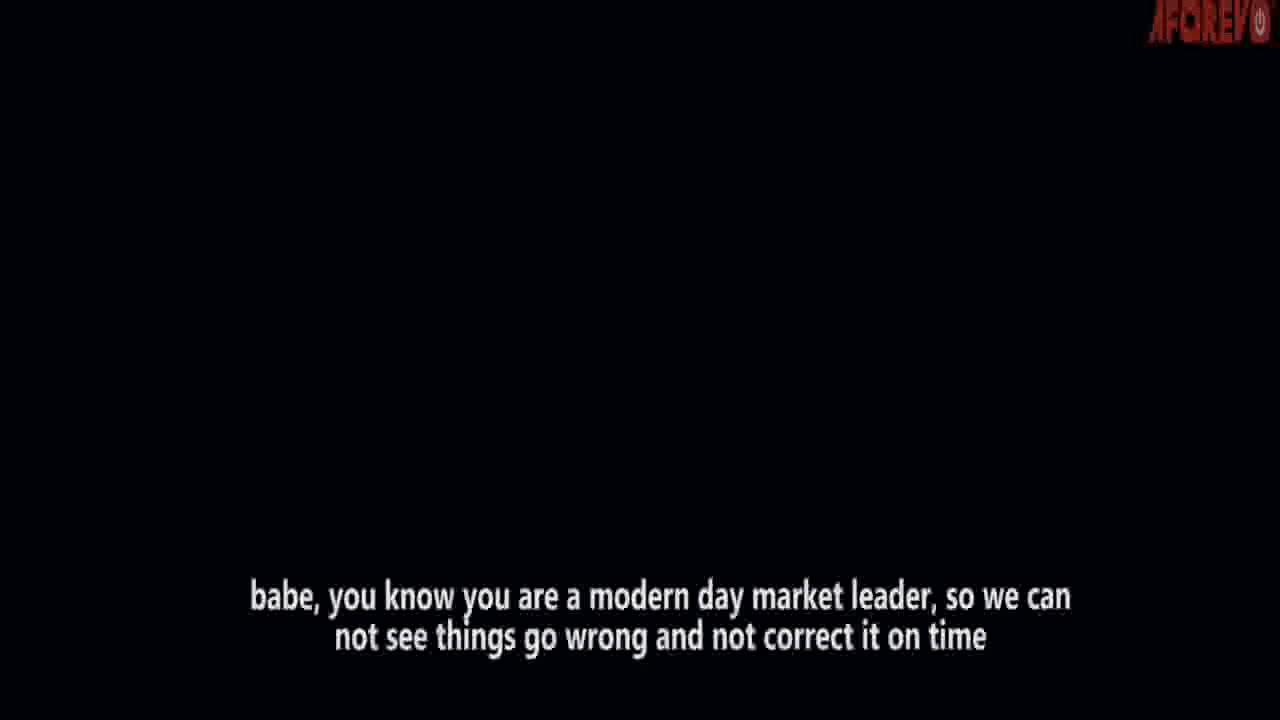 AFOREVO
babe, you know you are a modern day market leader, so we can
not see things go wrong and not correct it on time